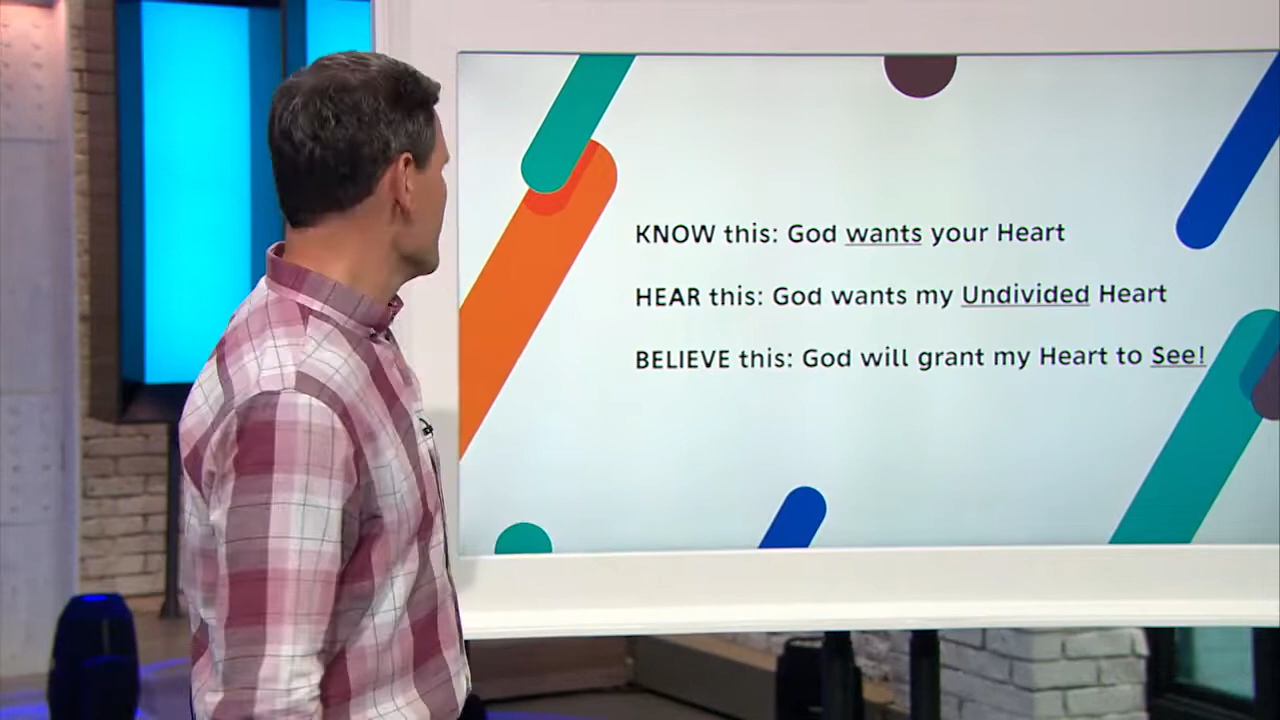 KNOW this: God wants your Heart
HEAR this: God wants my Undivided Heart
BELIEVE this: God will grant my Heart to See!